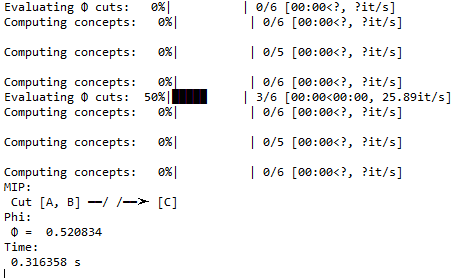 Evaluating Φ cuts:   0%|          | 0/6 [00:00<?, ?it/s]
Computing concepts:   0%|          | 0/6 [00:00<?, ?it/s]
Computing concepts:   0%|          | 0/5 [00:00<?, ?it/s]
Computing concepts:   0%|          | 0/6 [00:00<?, ?it/s]
Evaluating Φ cuts:  50%|█████     | 3/6 [00:00<00:00, 25.89it/s]
Computing concepts:   0%|          | 0/6 [00:00<?, ?it/s]
Computing concepts:   0%|          | 0/5 [00:00<?, ?it/s]
Computing concepts:   0%|          | 0/6 [00:00<?, ?it/s]
MIP:
Cut [A, B] ━━/ /━━➤ [C]
Phi:
Φ =  0.520834
Time:
0.316358 s